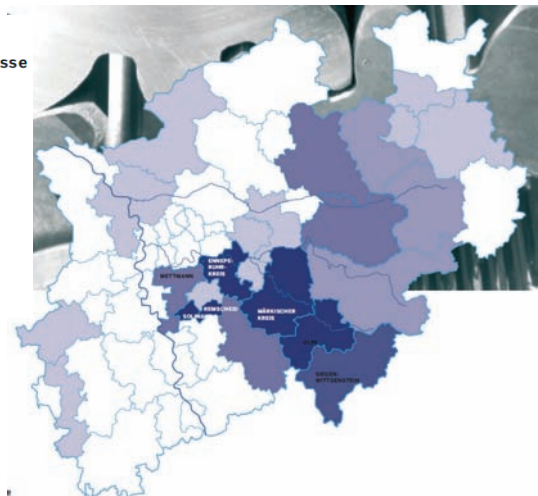 sse
ENNEPE-
RUHR-
KREIS
METTMANN
REMSCHEID
SOLINGEN
MÄRKISCHER
KREIS
OLPE
SIEGEN-
WITTGENSTEIN